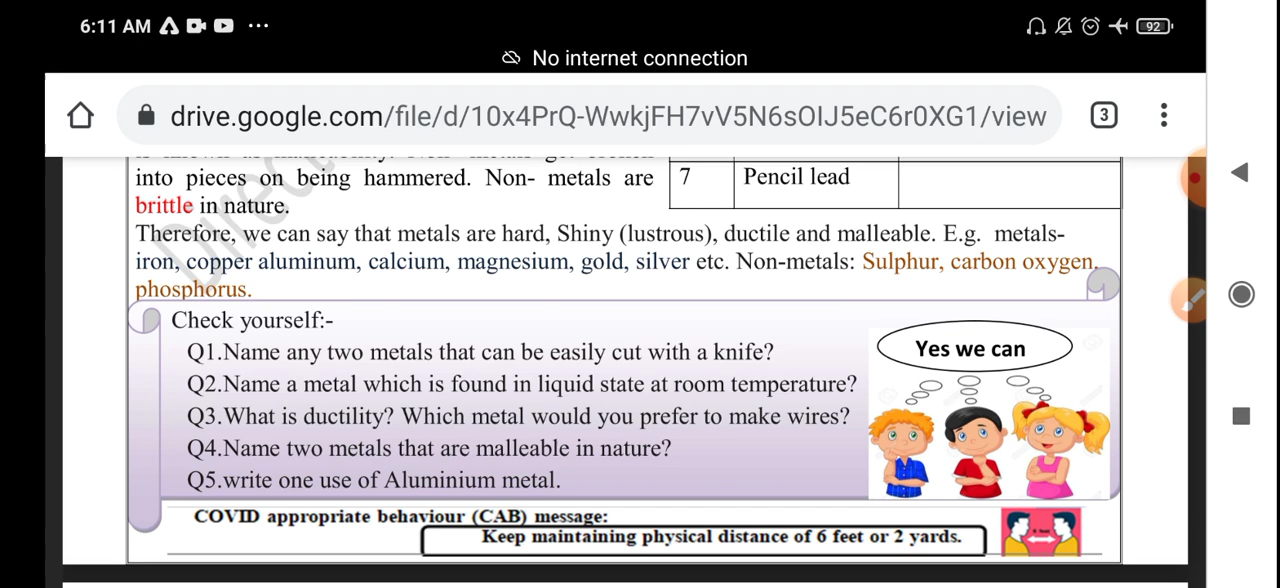 6:11 AM
92
No internet connection
drive.google.com/file/d/10x4PrQ-WwkjFH7vV5N6sOIJ5eC6r0XG1/view
3
into pieces on being hammered. Non- metals are
7 Pencil lead
brittle in nature.
Therefore, we can say that metals are hard, Shiny (lustrous), ductile and malleable. E.g. metals-
iron, copper aluminum, calcium, magnesium, gold, silver etc. Non-metals: Sulphur, carbon oxygen,
phosphorus.
Check yourself:-
Q1.Name any two metals that can be easily cut with a knife?
Q2.Name a metal which is found in liquid state at room temperature?
Q3.What is ductility? Which metal would you prefer to make wires?
Q4.Name two metals that are malleable in nature?
Q5.write one use of Aluminium metal.
Yes we can
COVID appropriate behaviour (CAB) message:
Keep maintaining physical distance of 6 feet or 2 yards.